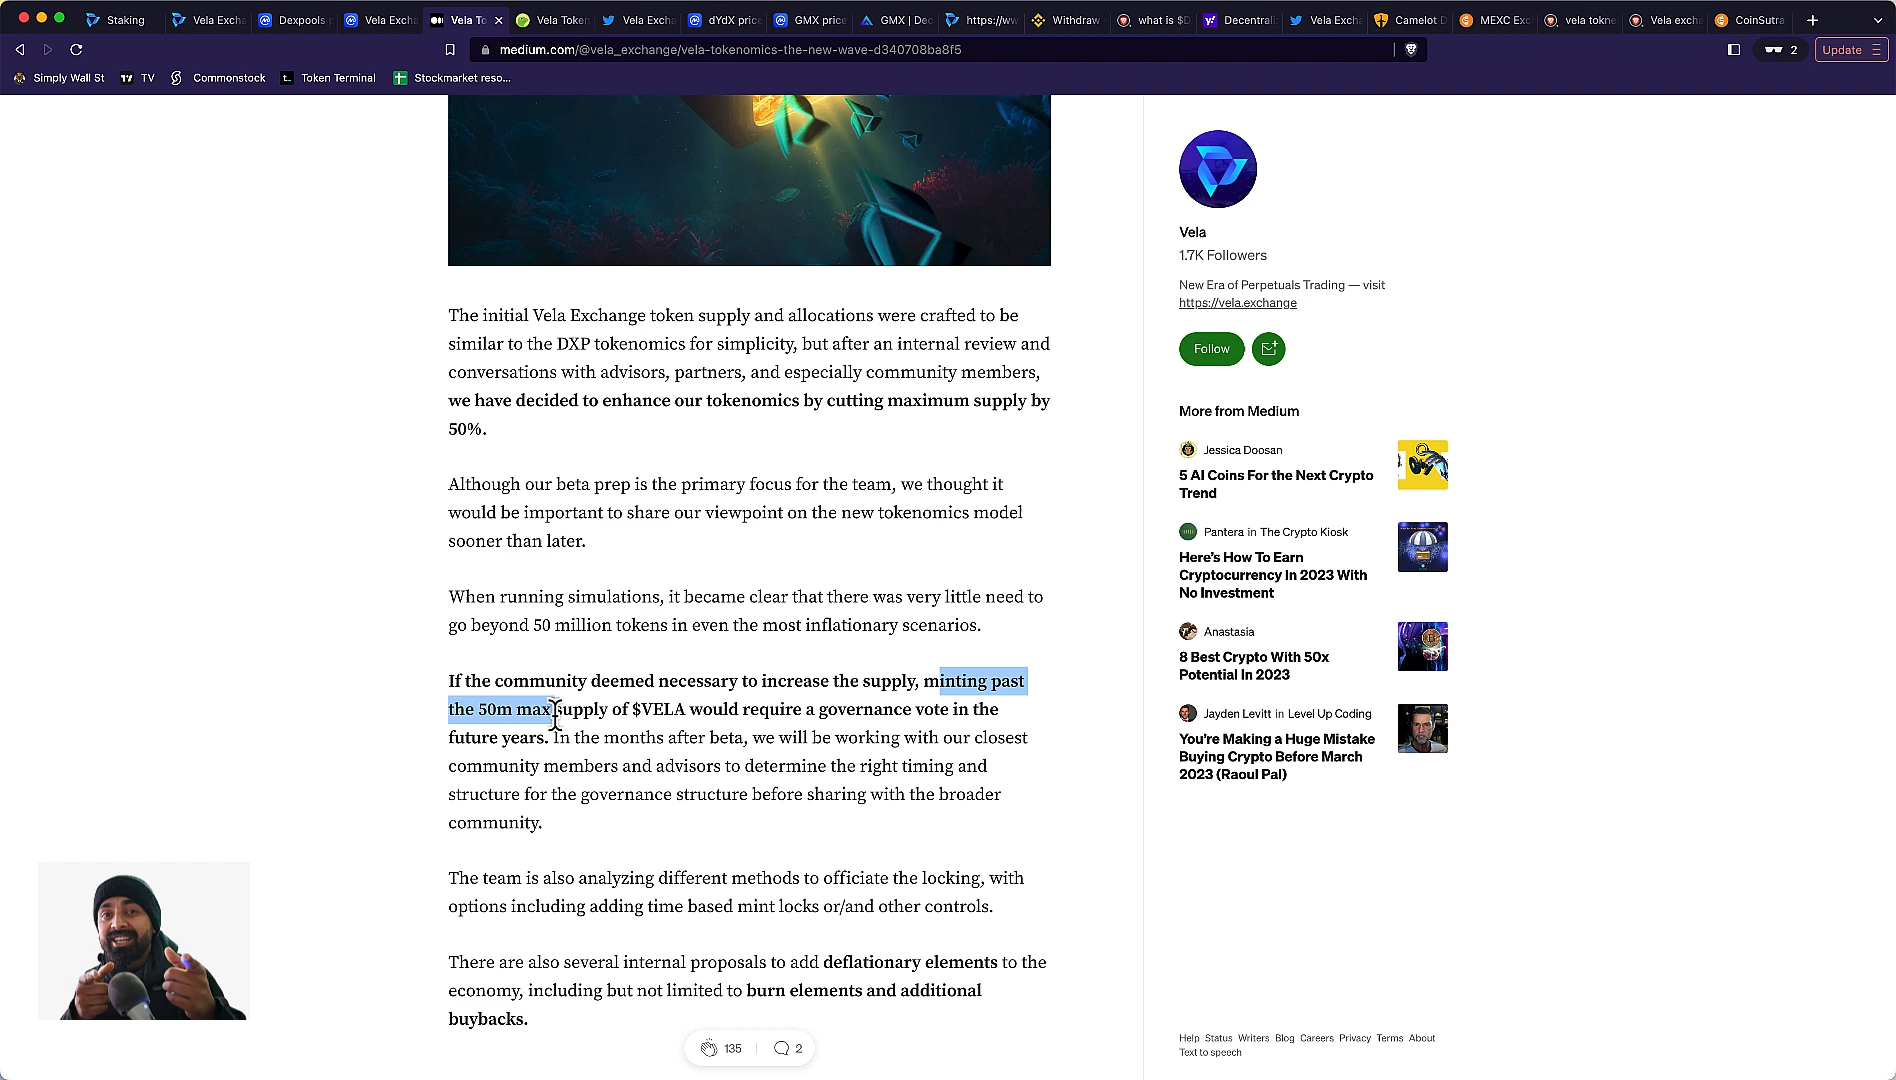 Staking
Vela Excha
Dexpools p
Vela Excha
Vela To
Vela Token
Vela Excha
dYdX price
GMX price
GMX | Dec
https://ww
Withdraw
what is $D
Decentrali
Vela Excha
Camelot D
MEXC Exc
vela tokne
Vela excha
CoinSutra
medium.com/@vela_exchange/vela-tokenomics-the-new-wave-d340708ba8f5
2
Update
Simply Wall St
TV
Commonstock
Token Terminal
Stockmarket reso...
The initial Vela Exchange token supply and allocations were crafted to be
similar to the DXP tokenomics for simplicity, but after an internal review and
conversations with advisors, partners, and especially community members,
we have decided to enhance our tokenomics by cutting maximum supply by
50%.
Although our beta prep is the primary focus for the team, we thought it
would be important to share our viewpoint on the new tokenomics model
sooner than later.
When running simulations, it became clear that there was very little need to
go beyond 50 million tokens in even the most inflationary scenarios.
If the community deemed necessary to increase the supply, minting past
the 50m max supply of $VELA would require a governance vote in the
future years. In the months after beta, we will be working with our closest
community members and advisors to determine the right timing and
structure for the governance structure before sharing with the broader
community.
The team is also analyzing different methods to officiate the locking, with
options including adding time based mint locks or/and other controls.
There are also several internal proposals to add deflationary elements to the
economy, including but not limited to burn elements and additional
buybacks.
135
2
Vela
1.7K Followers
New Era of Perpetuals Trading — visit
https://vela.exchange
Follow
More from Medium
Jessica Doosan
5 AI Coins For the Next Crypto
Trend
Pantera in The Crypto Kiosk
Here's How To Earn
Cryptocurrency In 2023 With
No Investment
Anastasia
8 Best Crypto With 50x
Potential In 2023
Jayden Levitt in Level Up Coding
You're Making a Huge Mistake
Buying Crypto Before March
2023 (Raoul Pal)
Help Status Writers Blog Careers Privacy Terms About
Text to speech